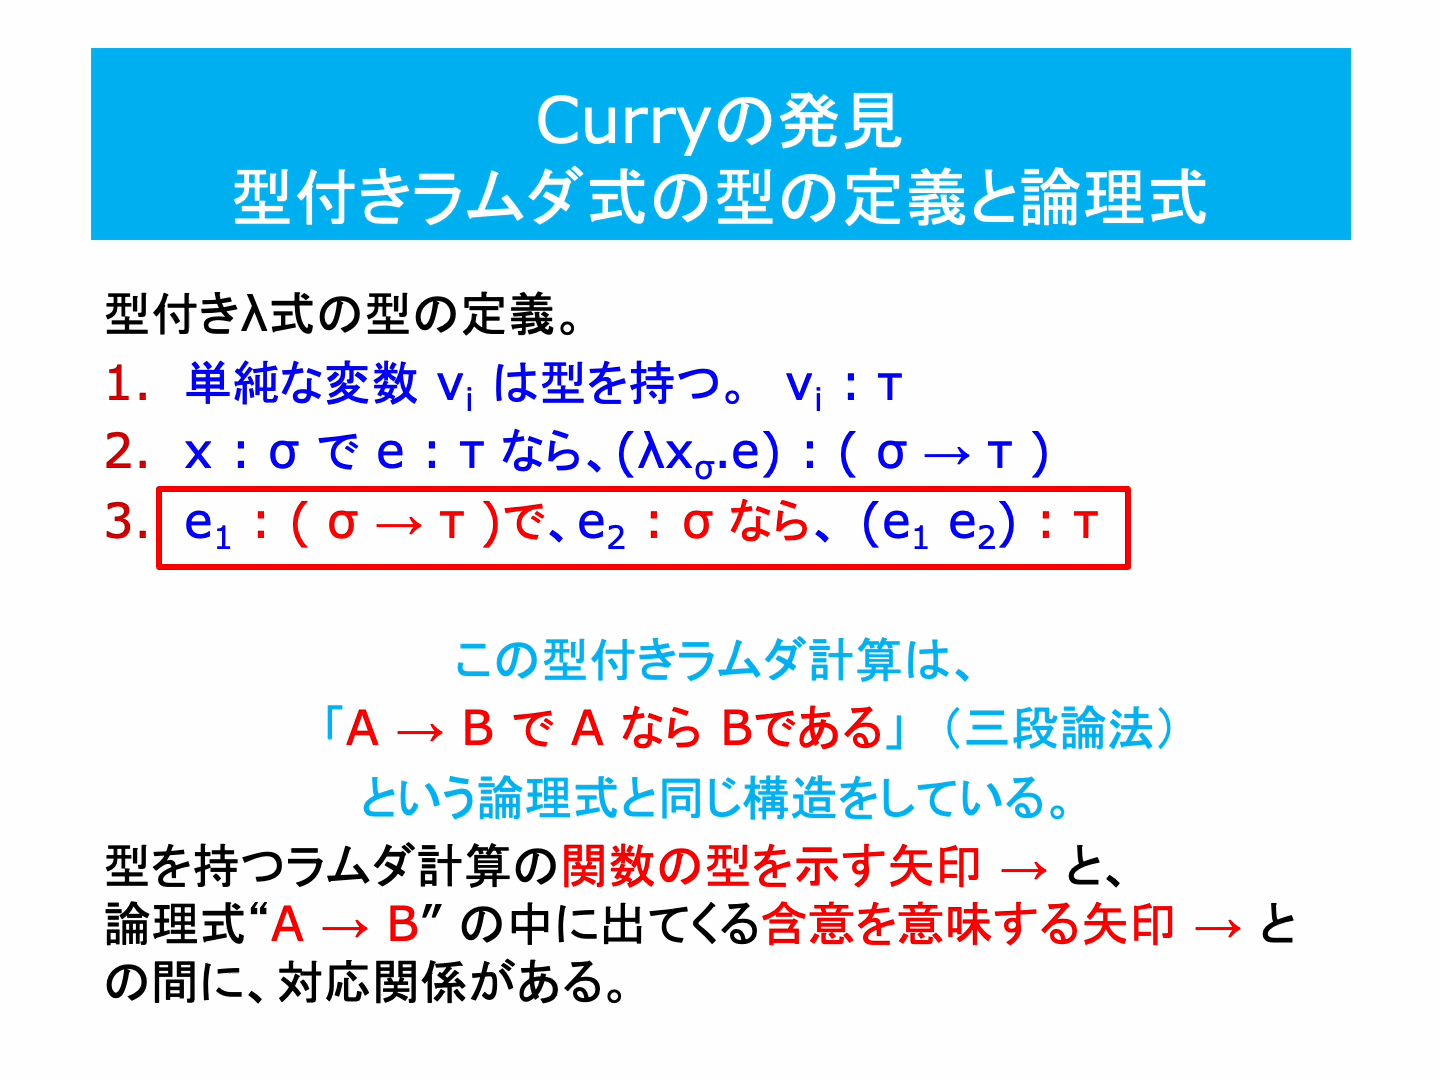 Curryの発見
型付きラムダ式の型の定義と論理式
型付きλ式の型の定義。
1. 単純な変数 vᵢ は型を持つ。 vᵢ : τ
2. x : σ で e : τ なら、(λxσ.e) : ( σ → τ )
3. e₁ : ( σ → τ )で、e₂ : σ なら、 (e₁ e₂) : τ
この型付きラムダ計算は、
「A → B で A なら Bである」 （三段論法）
という論理式と同じ構造をしている。
型を持つラムダ計算の関数の型を示す矢印 → と、
論理式“A → B” の中に出てくる含意を意味する矢印 → と
の間に、対応関係がある。